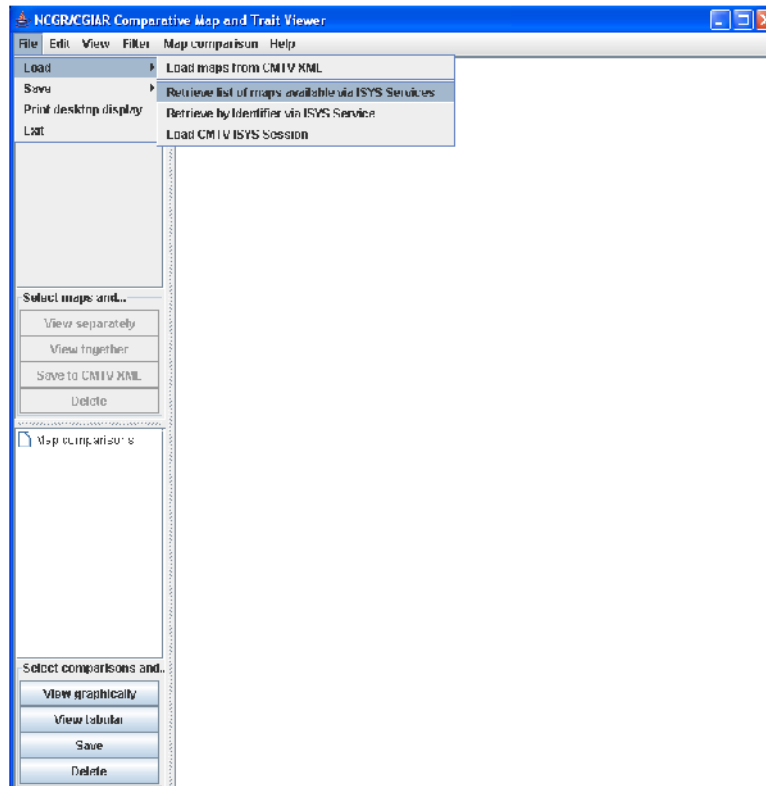 NCGR/CGIAR Comparative Map and Trait Viewer
File Edit View Filter Map comparison Help
Load Load maps from CMTV XML
Save Retrieve list of maps available via ISYS Services
Print desktop display Retrieve by Identifier via ISYS Service
Exit Load CMTV ISYS Session
Select maps and...
View separately
View together
Save to CMTV XML
Delete
Map comparisons
Select comparisons and..
View graphically
View tabular
Save
Delete